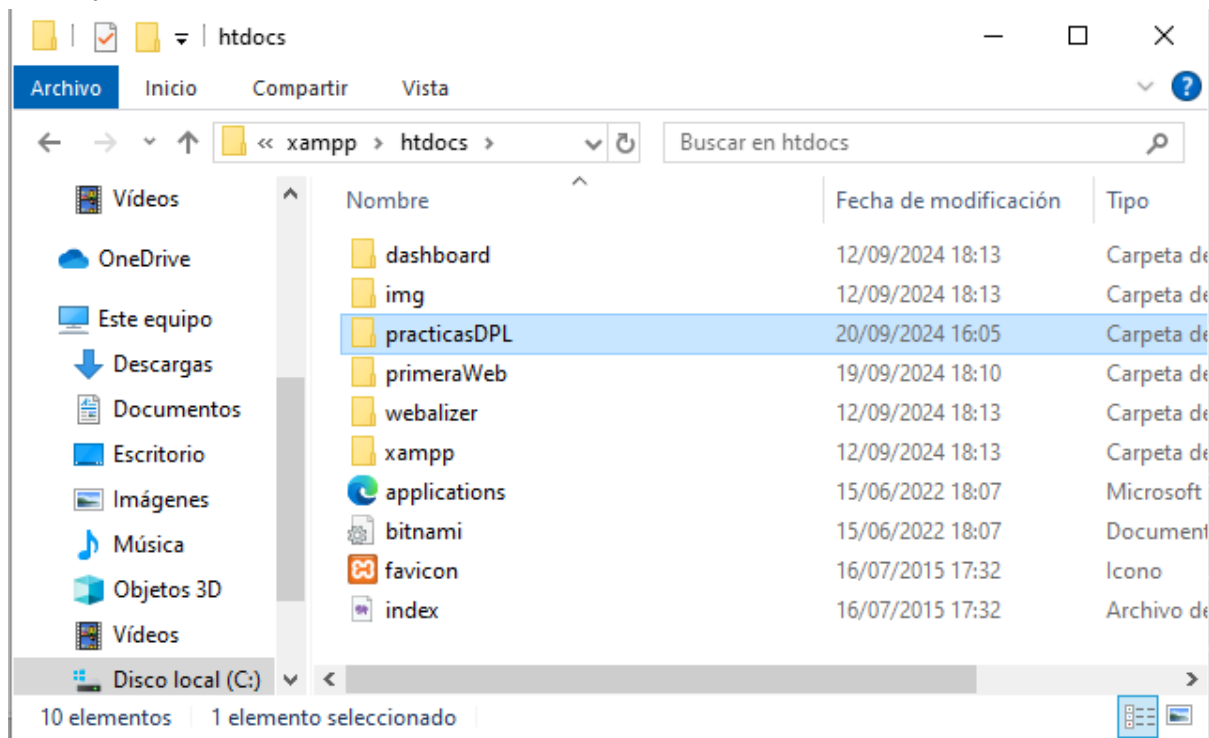 htdocs
Archivo Inicio Compartir Vista
« xampp > htdocs > Buscar en htdocs
Nombre Fecha de modificación Tipo
Vídeos
OneDrive
Este equipo
Descargas
Documentos
Escritorio
Imágenes
Música
Objetos 3D
Vídeos
Disco local (C:)
dashboard 12/09/2024 18:13 Carpeta de
img 12/09/2024 18:13 Carpeta de
practicasDPL 20/09/2024 16:05 Carpeta de
primeraWeb 19/09/2024 18:10 Carpeta de
webalizer 12/09/2024 18:13 Carpeta de
xampp 12/09/2024 18:13 Carpeta de
applications 15/06/2022 18:07 Microsoft
bitnami 15/06/2022 18:07 Document
favicon 16/07/2015 17:32 Icono
index 16/07/2015 17:32 Archivo de
10 elementos 1 elemento seleccionado